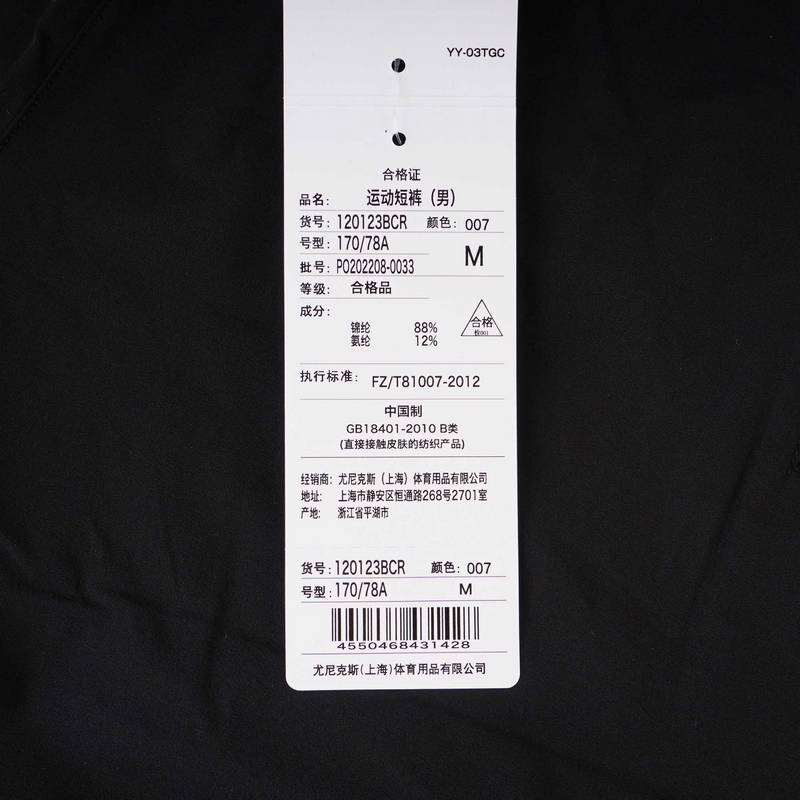 YY-03TGC
合格证
品名: 运动短裤（男）
货号: 120123BCR 颜色: 007
号型: 170/78A M
批号: PO202208-0033
等级: 合格品
成分:
锦纶 88%
氨纶 12%
合格
检001
执行标准: FZ/T81007-2012
中国制
GB18401-2010 B类
(直接接触皮肤的纺织产品)
经销商: 尤尼克斯（上海）体育用品有限公司
地址: 上海市静安区恒通路268号2701室
产地: 浙江省平湖市
货号: 120123BCR 颜色: 007
号型: 170/78A M
4550468431428
尤尼克斯(上海)体育用品有限公司